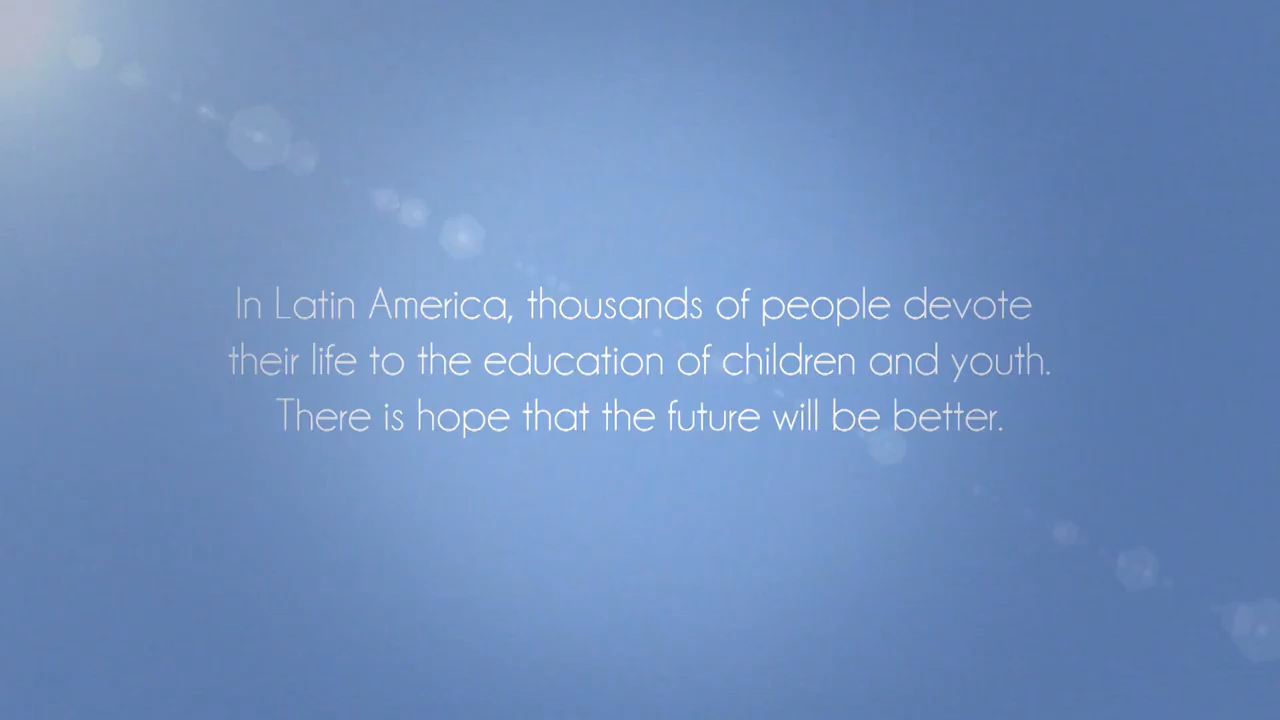 In Latin America, thousands of people devote
their life to the education of children and youth.
There is hope that the future will be better.